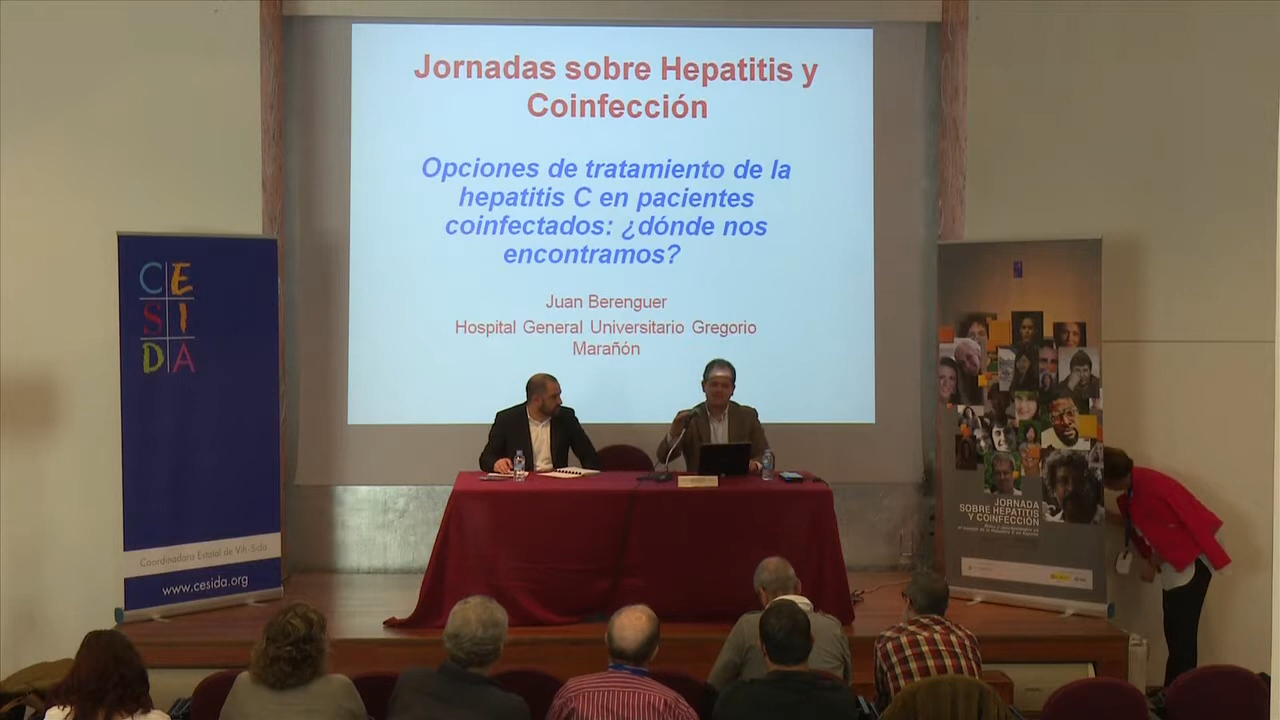 Jornadas sobre Hepatitis y
Coinfección
Opciones de tratamiento de la
hepatitis C en pacientes
coinfectados: ¿dónde nos
encontramos?
Juan Berenguer
Hospital General Universitario Gregorio
Marañón
CE
SI
DA
Coordinadora Estatal de VIH-Sida
www.cesida.org
JORNADA
SOBRE HEPATITIS
Y COINFECCIÓN